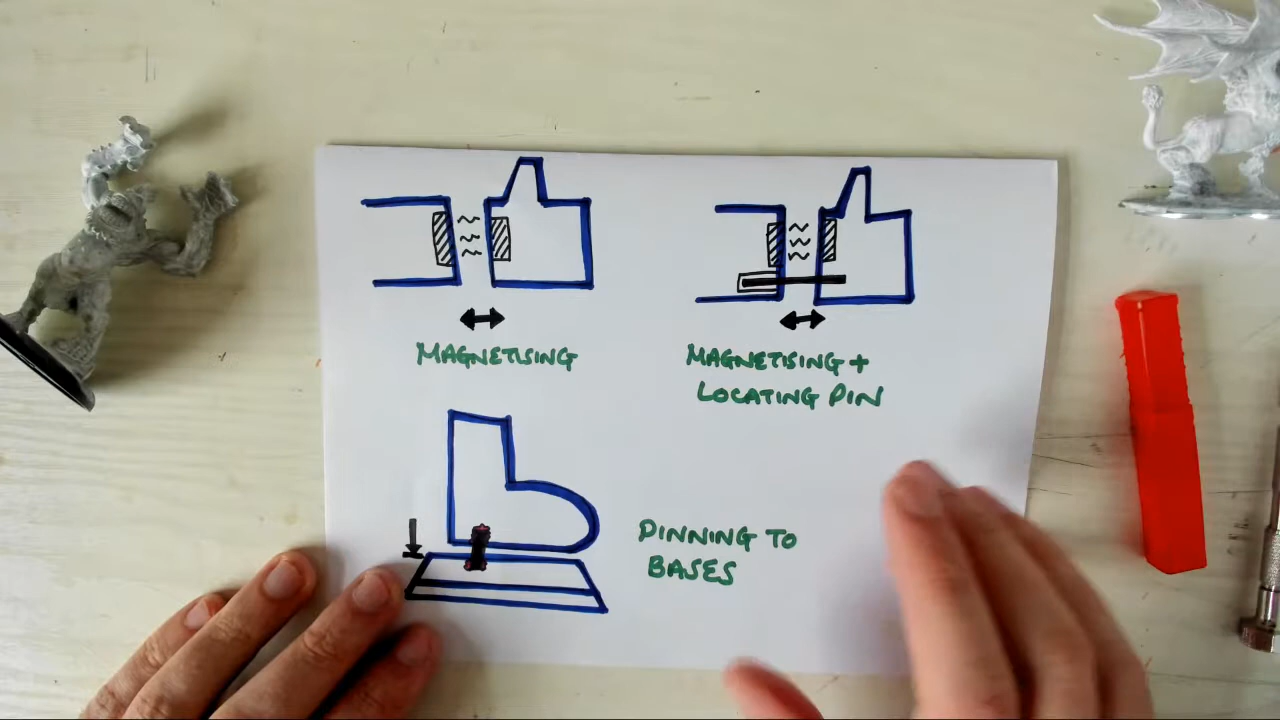 MAGNETISING
MAGNETISING +
LOCATING PIN
PINNING TO
BASES